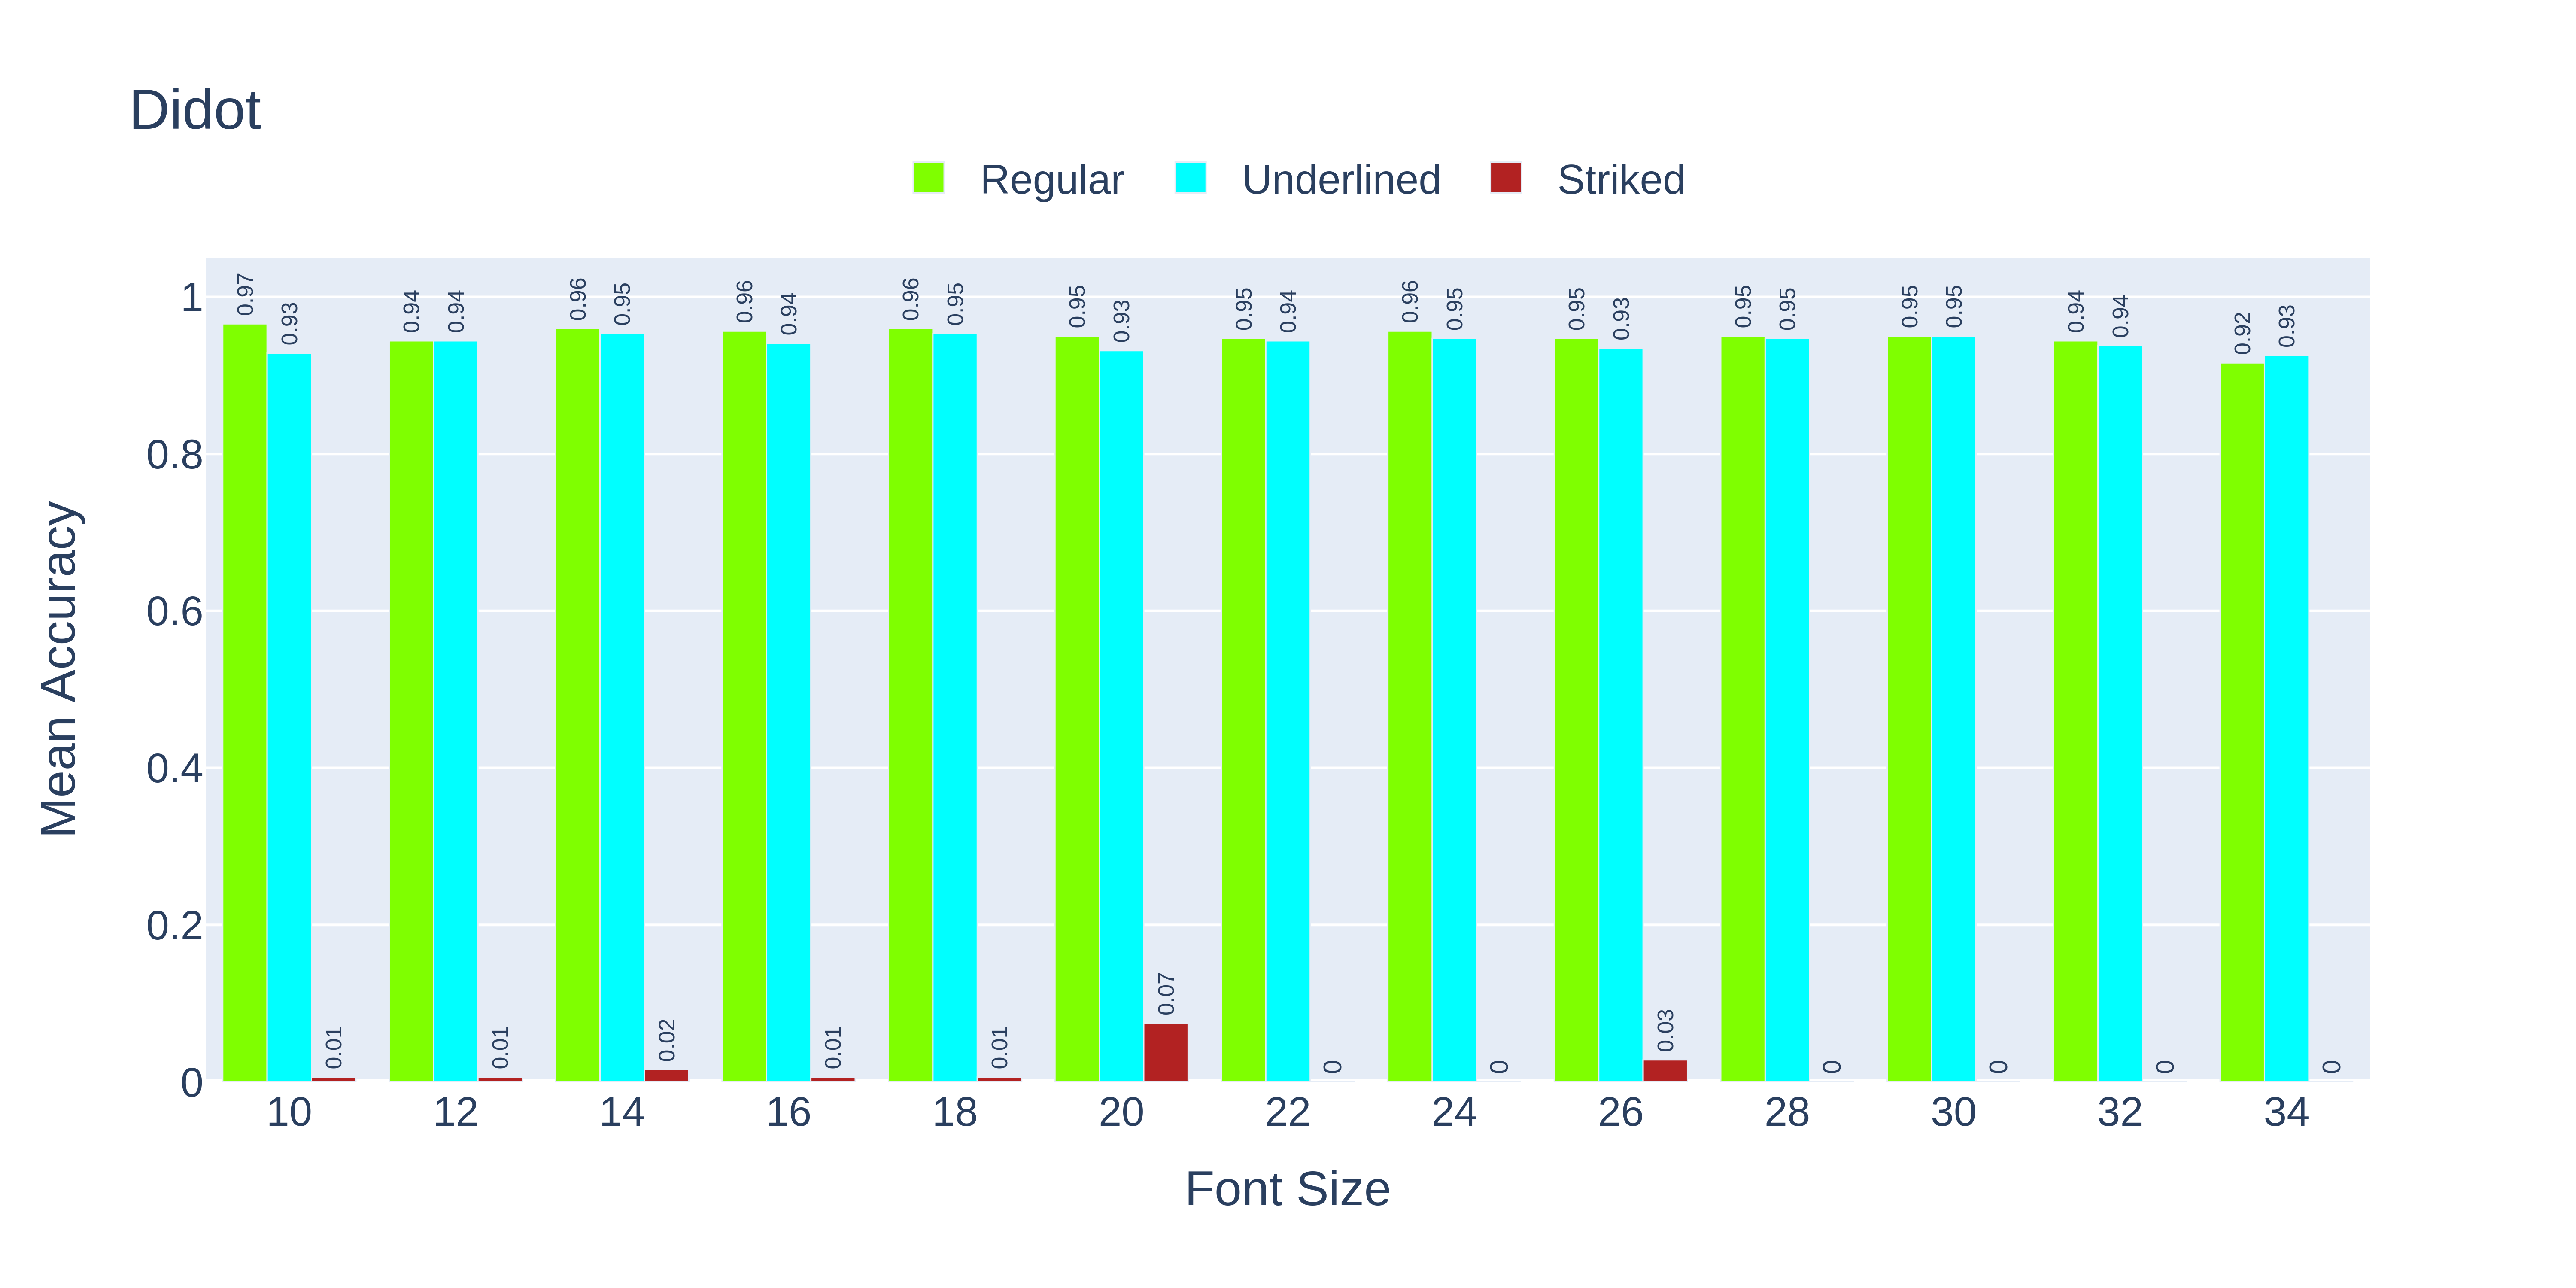 Didot
Regular Underlined Striked
0.97 0.93 0.01 0.94 0.94 0.01 0.96 0.95 0.02 0.96 0.94 0.01 0.96 0.95 0.01 0.95 0.93 0.07 0.95 0.94 0 0.96 0.95 0 0.95 0.93 0.03 0.95 0.95 0 0.95 0.95 0 0.94 0.94 0 0.92 0.93 0
1
0.8
0.6
0.4
0.2
0
Mean Accuracy
10 12 14 16 18 20 22 24 26 28 30 32 34
Font Size